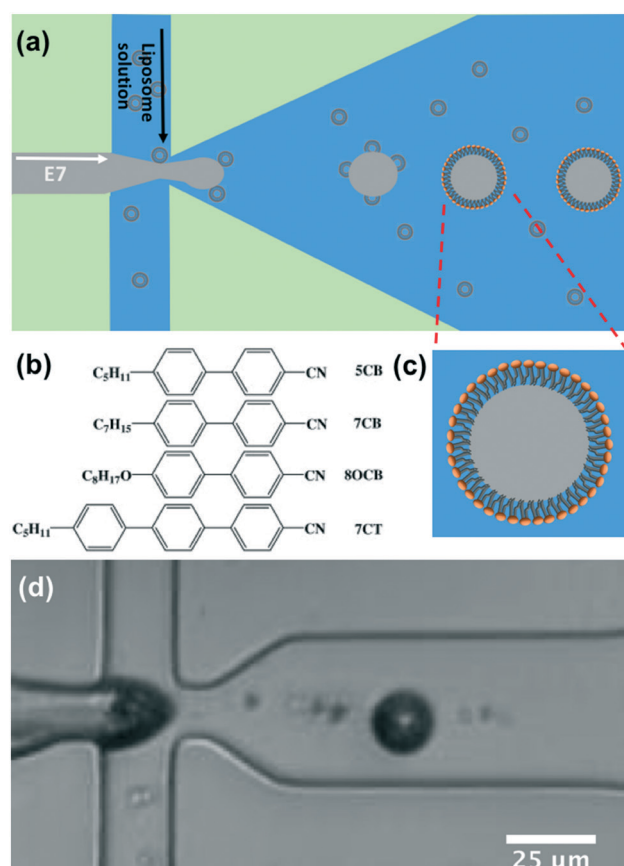 (a)
Liposome
solution
E7
(b)
C5H11 CN 5CB
C7H15 CN 7CB
C8H17O CN 8OCB
C5H11 CN 7CT
(c)
(d)
25 μm